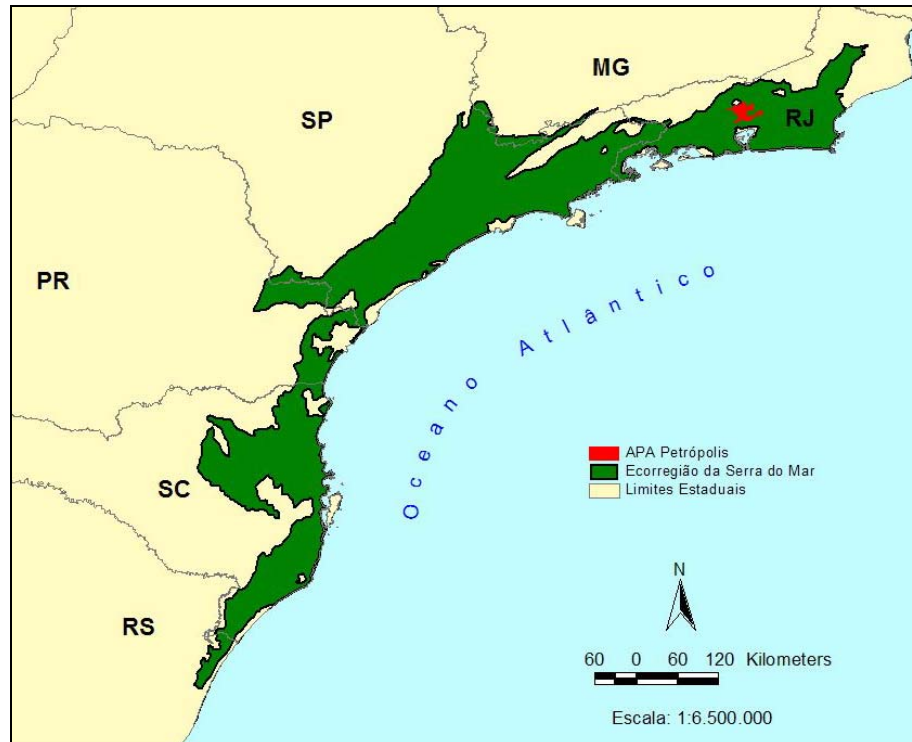 MG
SP
RJ
PR
Oceano Atlântico
APA Petrópolis
Ecorregião da Serra do Mar
Limites Estaduais
SC
N
RS
60 0 60 120 Kilometers
Escala: 1:6.500.000